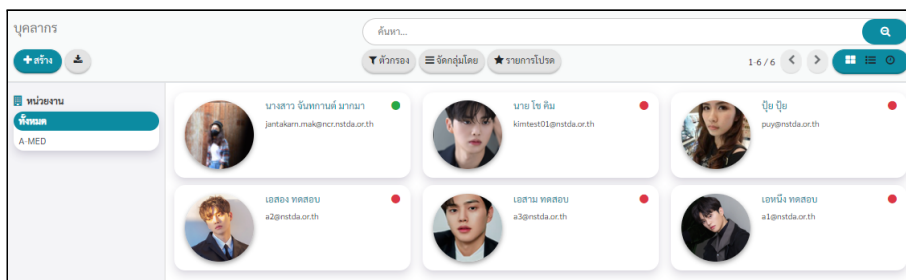 บุคลากร
ค้นหา...
สร้าง
ตัวกรอง จัดกลุ่มโดย รายการโปรด
1-6 / 6
หน่วยงาน
ทั้งหมด
A-MED
นางสาว จันทกานต์ มากมา
jantakarn.mak@ncr.nstda.or.th
นาย โซ คิม
kimtest01@nstda.or.th
ปุ้ย ปุ้ย
puy@nstda.or.th
เอสอง ทดสอบ
a2@nstda.or.th
เอสาม ทดสอบ
a3@nstda.or.th
เอหนึ่ง ทดสอบ
a1@nstda.or.th